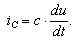 i_C = c · du/dt.